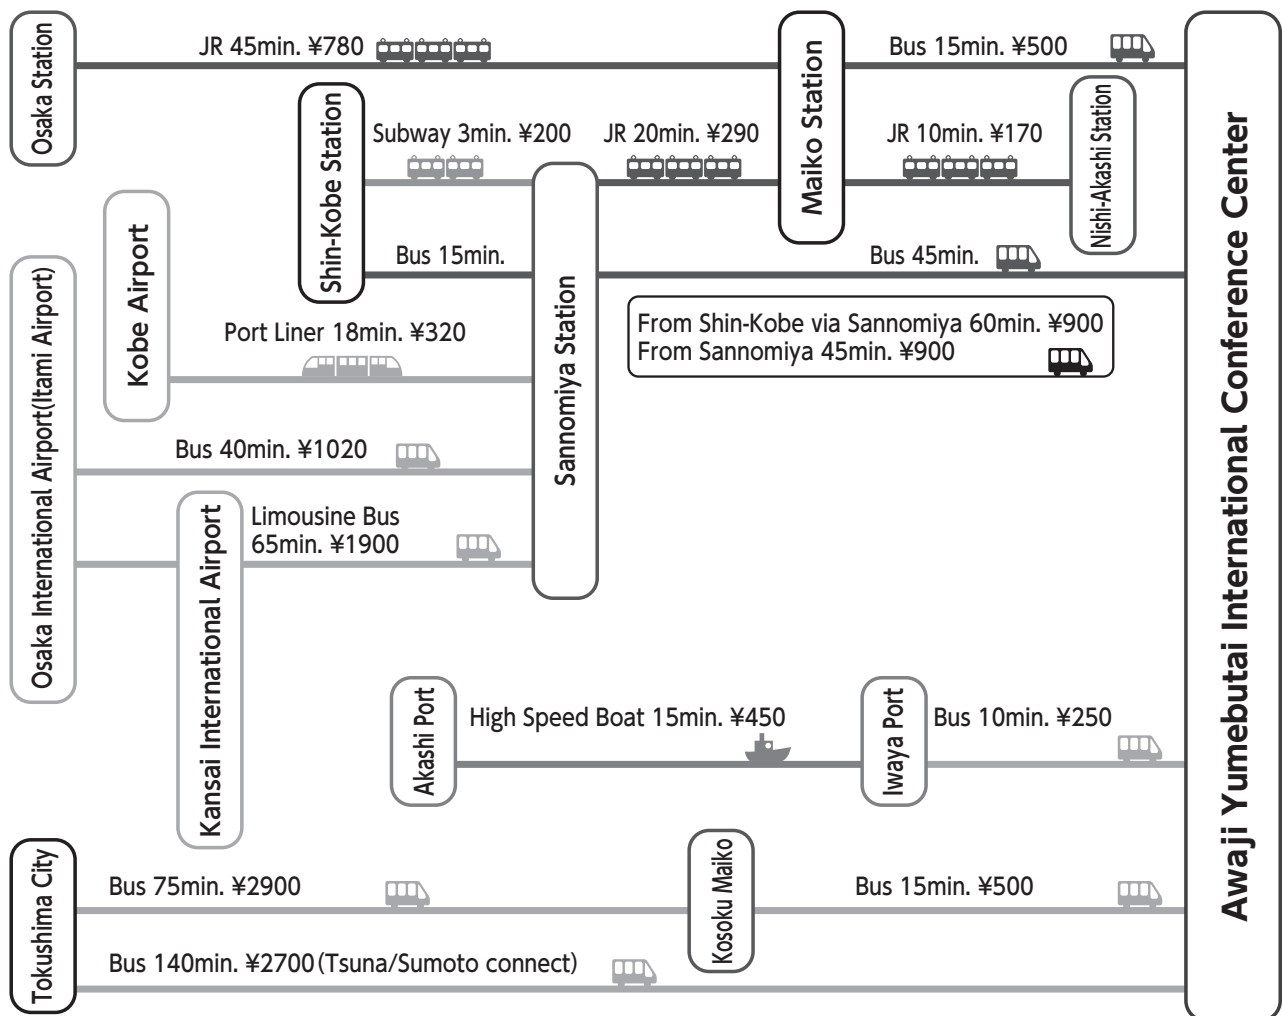 Osaka Station
JR 45min. ¥780
Maiko Station
Bus 15min. ¥500
Shin-Kobe Station
Subway 3min. ¥200
JR 20min. ¥290
JR 10min. ¥170
Nishi-Akashi Station
Sannomiya Station
Bus 15min.
Bus 45min.
Kobe Airport
Port Liner 18min. ¥320
From Shin-Kobe via Sannomiya 60min. ¥900
From Sannomiya 45min. ¥900
Osaka International Airport(Itami Airport)
Bus 40min. ¥1020
Kansai International Airport
Limousine Bus
65min. ¥1900
Akashi Port
High Speed Boat 15min. ¥450
Iwaya Port
Bus 10min. ¥250
Tokushima City
Bus 75min. ¥2900
Kosoku Maiko
Bus 15min. ¥500
Bus 140min. ¥2700(Tsuna/Sumoto connect)
Awaji Yumebutai International Conference Center